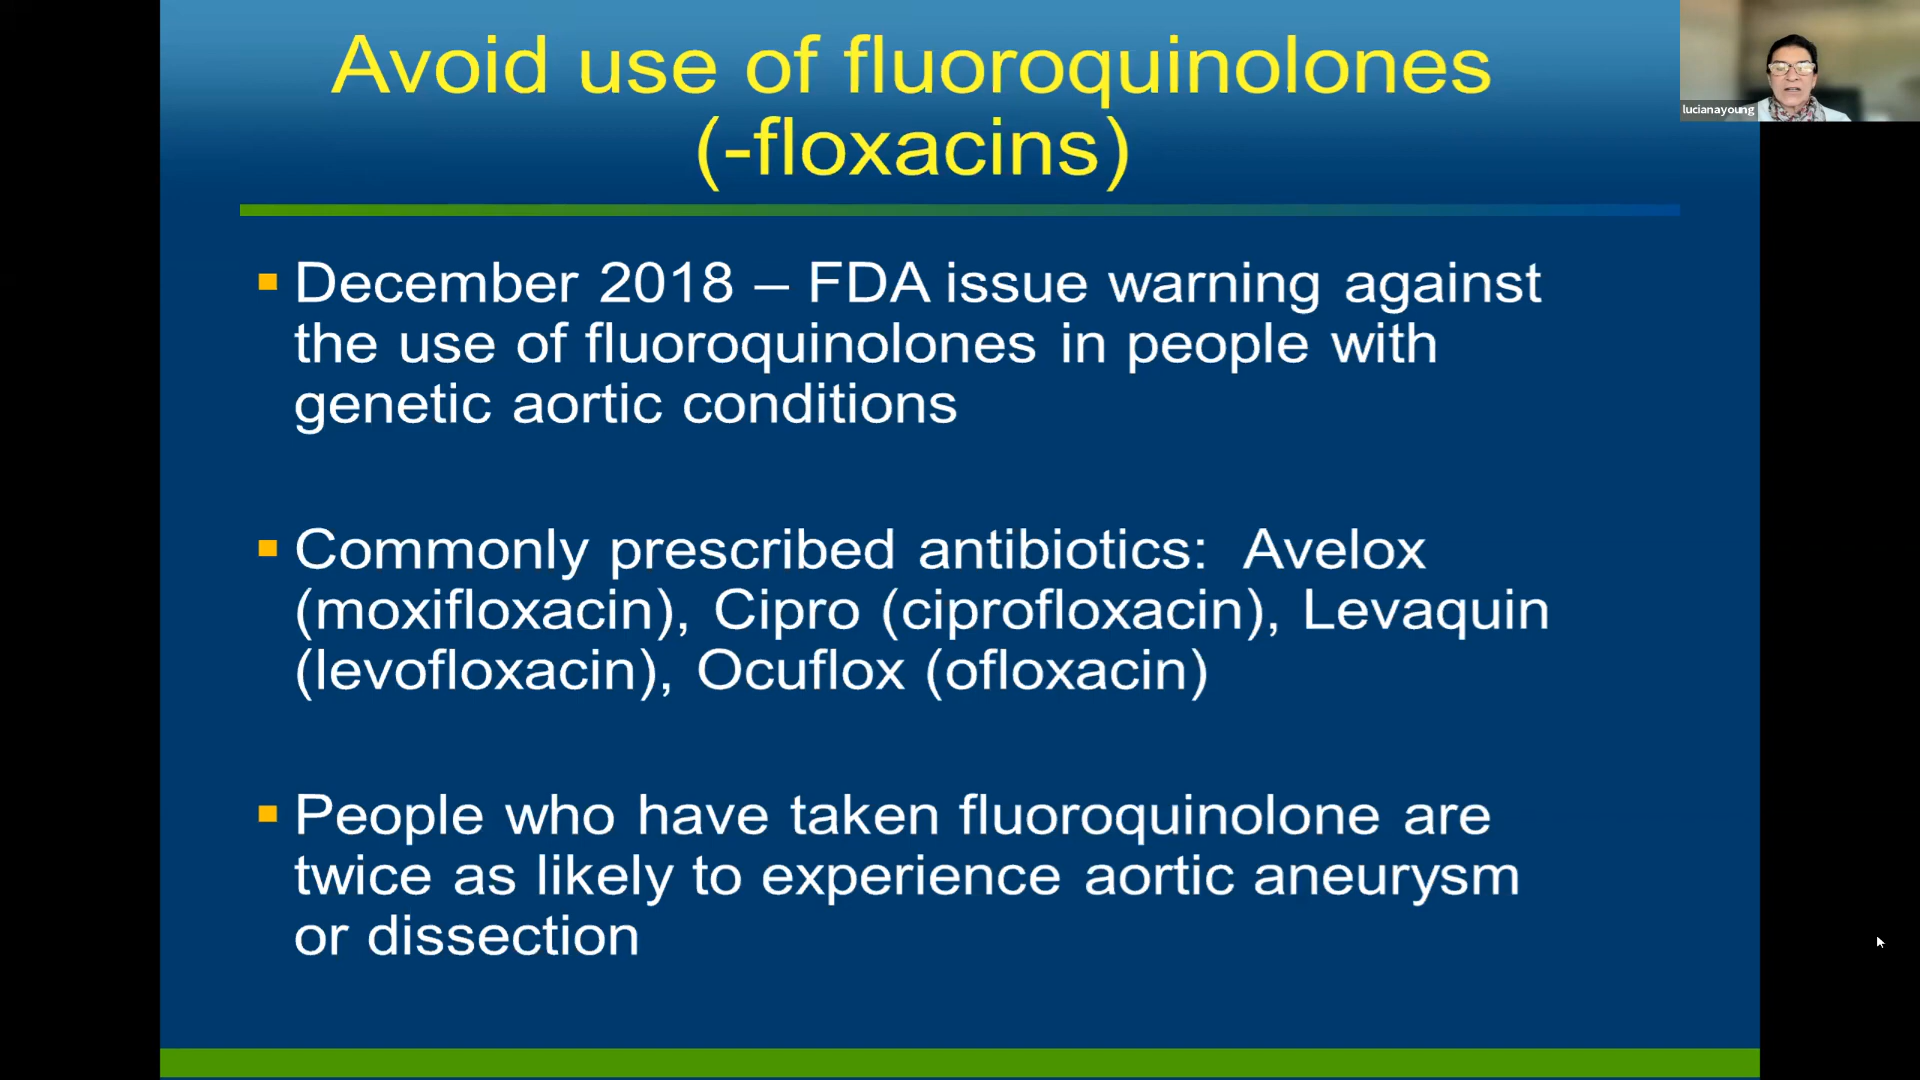 Avoid use of fluoroquinolones
(-floxacins)
lucianayoung
December 2018 – FDA issue warning against
the use of fluoroquinolones in people with
genetic aortic conditions
Commonly prescribed antibiotics: Avelox
(moxifloxacin), Cipro (ciprofloxacin), Levaquin
(levofloxacin), Ocuflox (ofloxacin)
People who have taken fluoroquinolone are
twice as likely to experience aortic aneurysm
or dissection